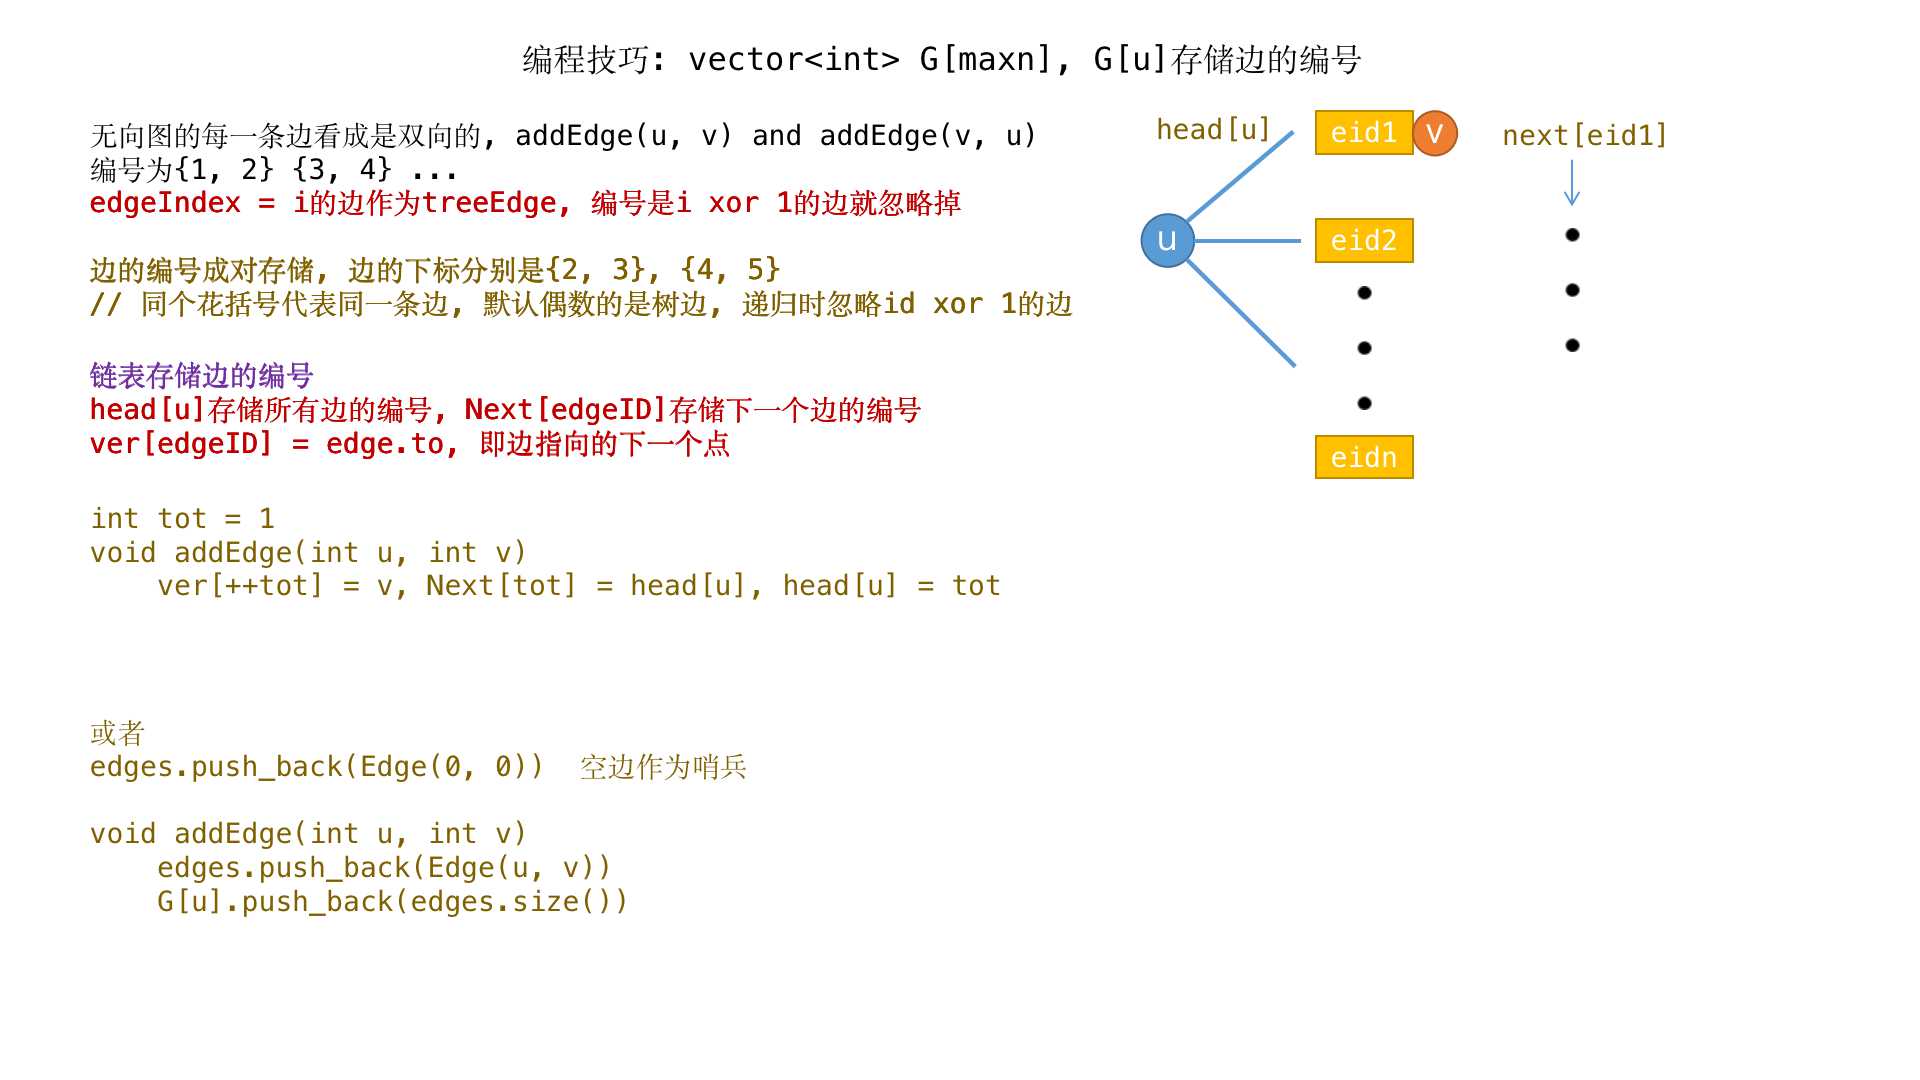 编程技巧: vector<int> G[maxn], G[u]存储边的编号
无向图的每一条边看成是双向的, addEdge(u, v) and addEdge(v, u)
编号为{1, 2} {3, 4} ...
edgeIndex = i的边作为treeEdge, 编号是i xor 1的边就忽略掉
边的编号成对存储, 边的下标分别是{2, 3}, {4, 5}
// 同个花括号代表同一条边, 默认偶数的是树边, 递归时忽略id xor 1的边
链表存储边的编号
head[u]存储所有边的编号, Next[edgeID]存储下一个边的编号
ver[edgeID] = edge.to, 即边指向的下一个点
int tot = 1
void addEdge(int u, int v)
    ver[++tot] = v, Next[tot] = head[u], head[u] = tot
或者
edges.push_back(Edge(0, 0))  空边作为哨兵
void addEdge(int u, int v)
    edges.push_back(Edge(u, v))
    G[u].push_back(edges.size())
head[u]
eid1
v
next[eid1]
u
eid2
eidn